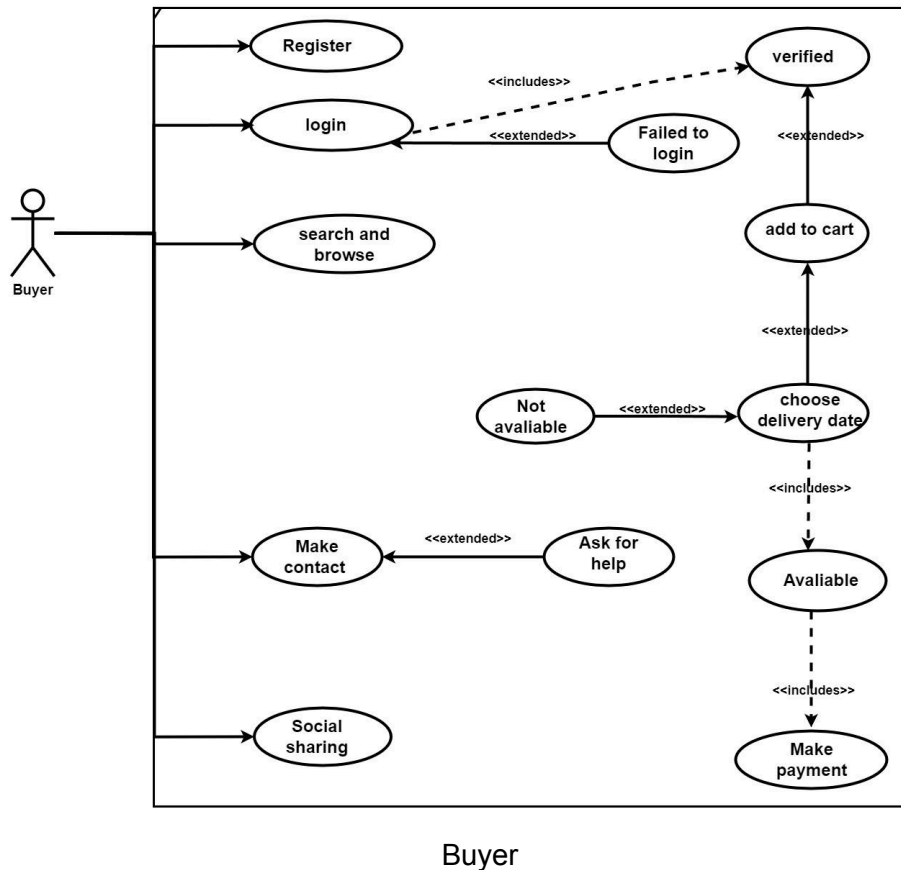 Register
verified
<<includes>>
login
<<extended>>
Failed to
login
<<extended>>
search and
browse
add to cart
Buyer
<<extended>>
Not
avaliable
<<extended>>
choose
delivery date
<<includes>>
Make
contact
<<extended>>
Ask for
help
Avaliable
<<includes>>
Social
sharing
Make
payment
Buyer